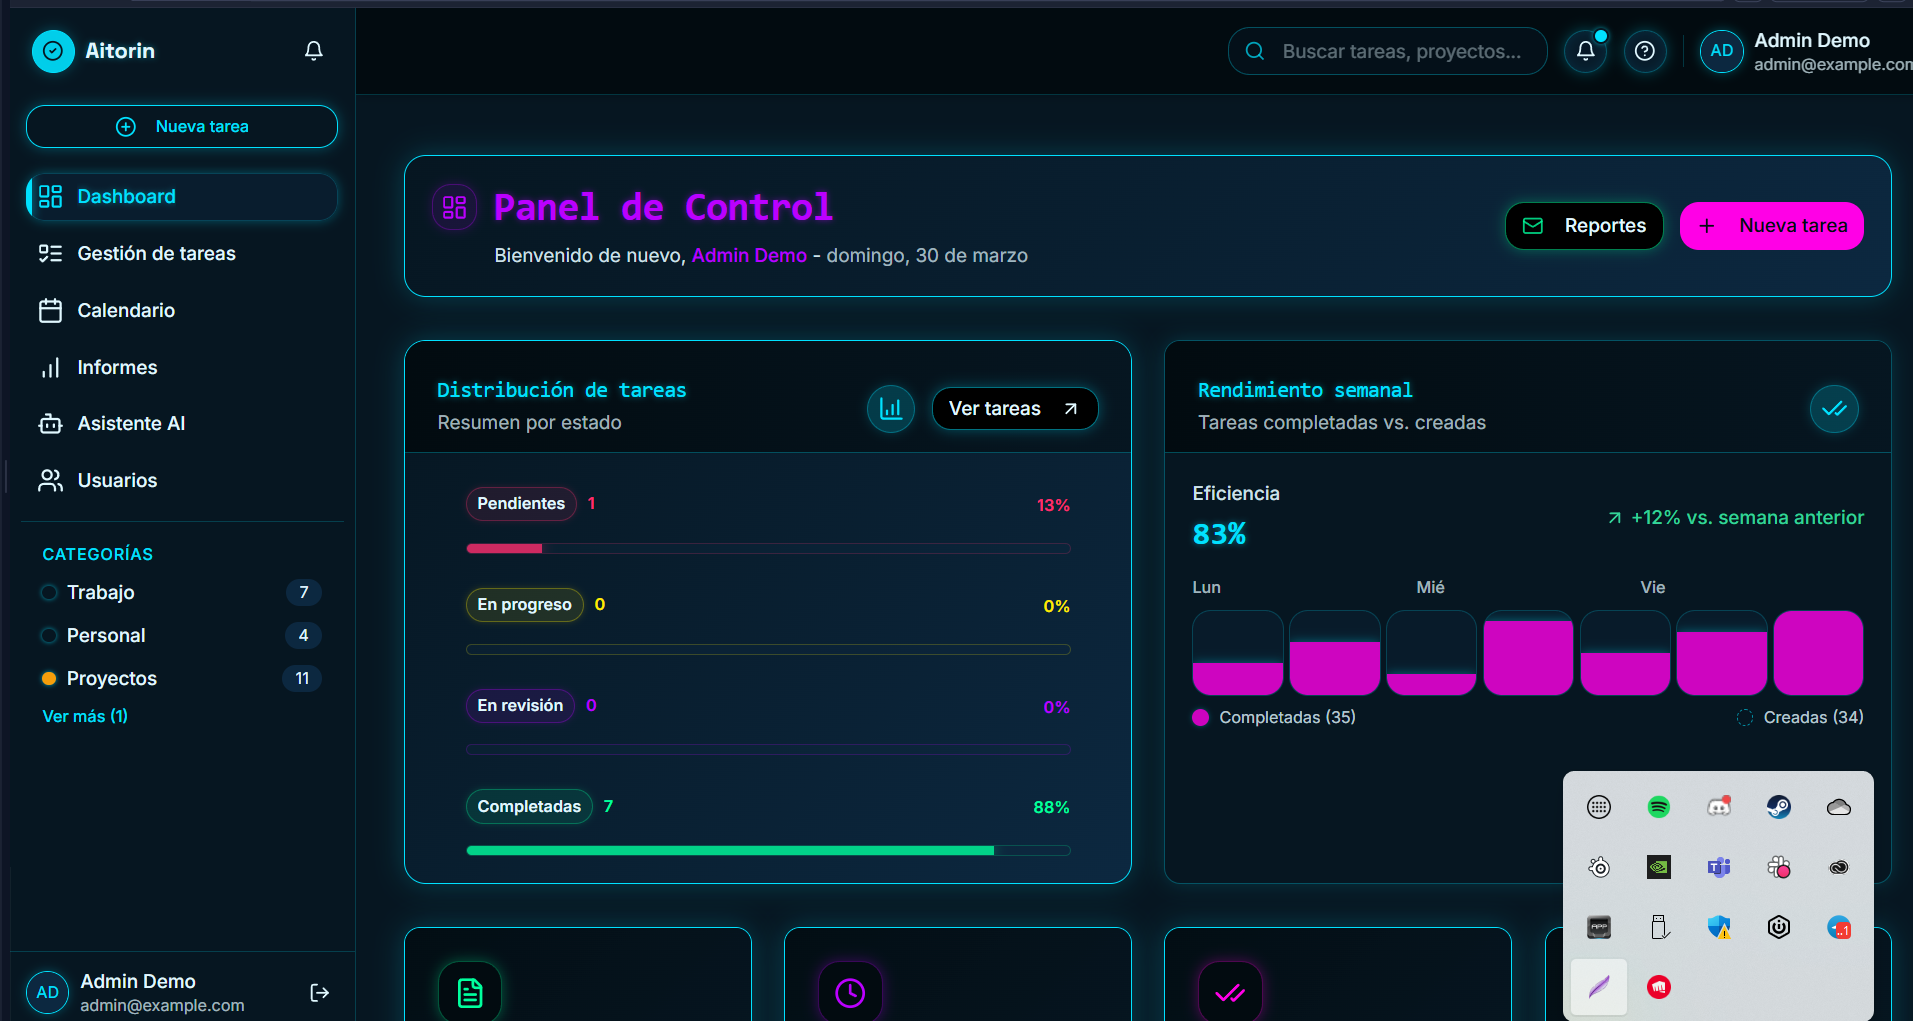 Aitorin
Nueva tarea
Dashboard
Gestión de tareas
Calendario
Informes
Asistente AI
Usuarios
CATEGORÍAS
Trabajo 7
Personal 4
Proyectos 11
Ver más (1)
AD
Admin Demo
admin@example.com
Buscar tareas, proyectos...
AD
Admin Demo
admin@example.com
Panel de Control
Bienvenido de nuevo, Admin Demo - domingo, 30 de marzo
Reportes
Nueva tarea
Distribución de tareas
Resumen por estado
Ver tareas
Pendientes 1 13%
En progreso 0 0%
En revisión 0 0%
Completadas 7 88%
Rendimiento semanal
Tareas completadas vs. creadas
Eficiencia
83%
+12% vs. semana anterior
Lun Mié Vie
Completadas (35) Creadas (34)
APP